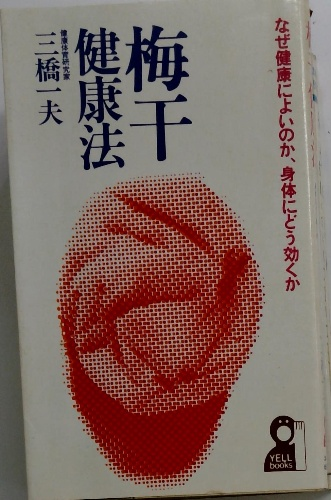 なぜ健康によいのか、身体にどう効くか
梅干
健康法
健康体育研究家
三橋一夫
YELL
books